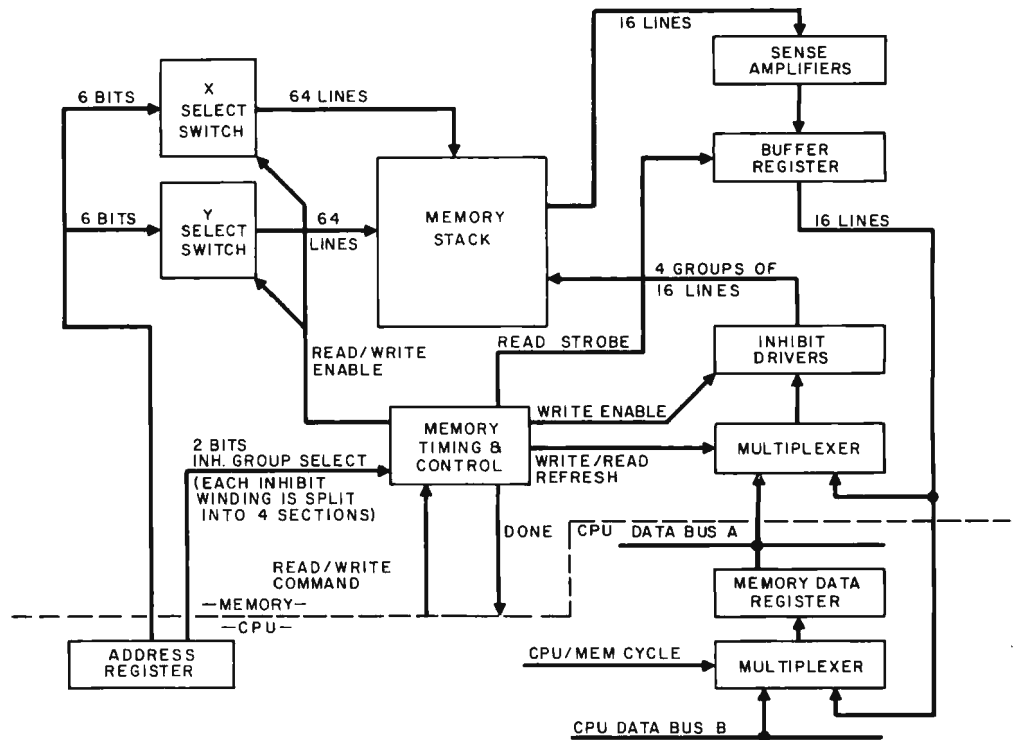 16 LINES
SENSE
AMPLIFIERS
X
SELECT
SWITCH
6 BITS
64 LINES
BUFFER
REGISTER
Y
SELECT
SWITCH
6 BITS
64
LINES
MEMORY
STACK
16 LINES
4 GROUPS OF
16 LINES
READ STROBE
INHIBIT
DRIVERS
READ/WRITE
ENABLE
WRITE ENABLE
MEMORY
TIMING &
CONTROL
MULTIPLEXER
WRITE/READ
REFRESH
2 BITS
INH. GROUP SELECT
(EACH INHIBIT
WINDING IS SPLIT
INTO 4 SECTIONS)
DONE
CPU DATA BUS A
READ/WRITE
COMMAND
MEMORY DATA
REGISTER
—MEMORY—
—CPU—
ADDRESS
REGISTER
CPU/MEM CYCLE
MULTIPLEXER
CPU DATA BUS B